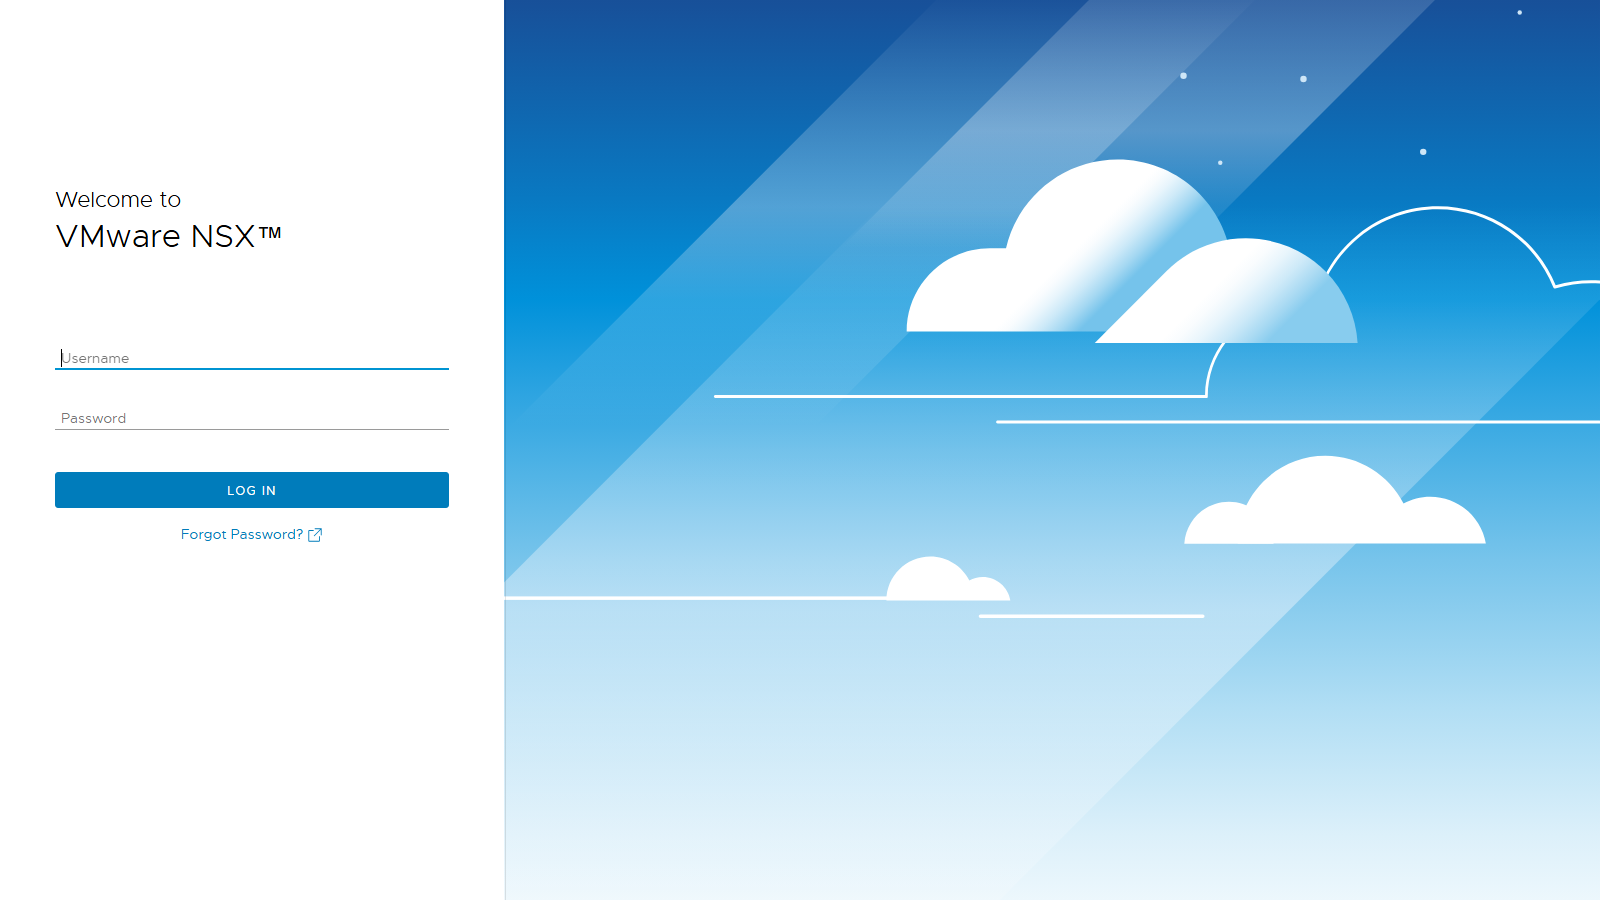 Welcome to
VMware NSX™
Username
Password
LOG IN
Forgot Password?